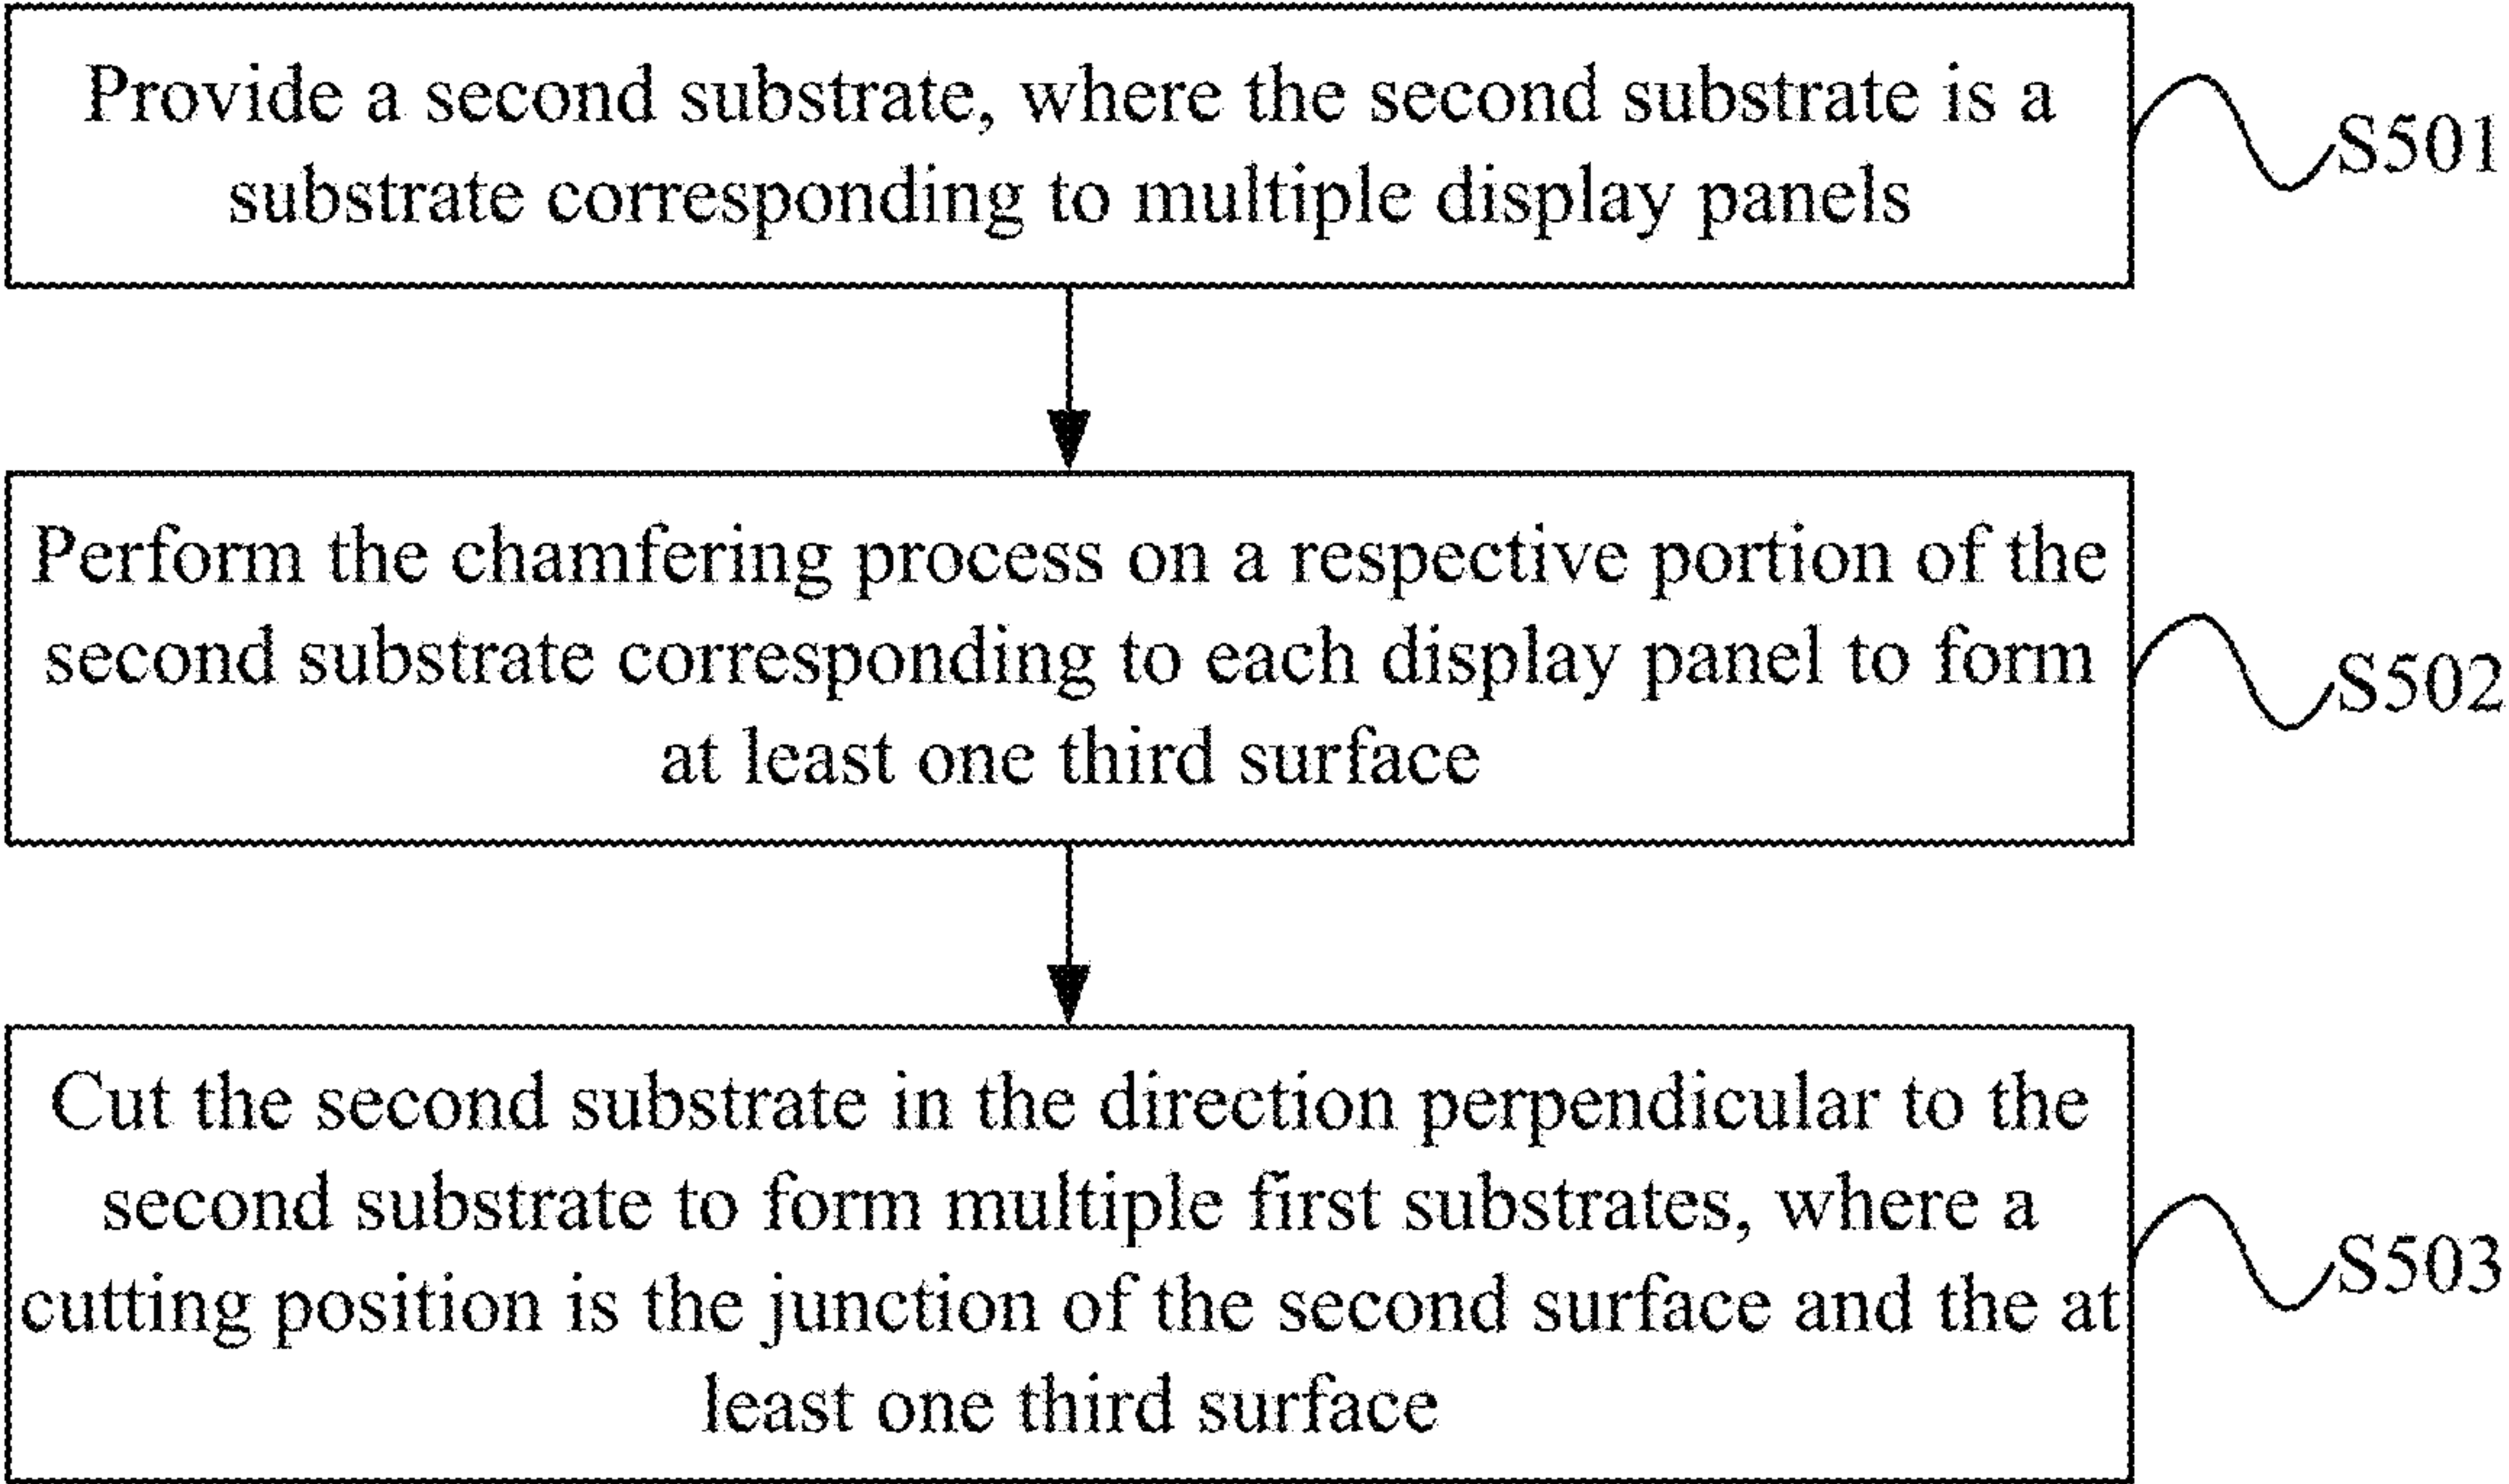 Provide a second substrate, where the second substrate is a
substrate corresponding to multiple display panels
S501
Perform the chamfering process on a respective portion of the
second substrate corresponding to each display panel to form
at least one third surface
S502
Cut the second substrate in the direction perpendicular to the
second substrate to form multiple first substrates, where a
cutting position is the junction of the second surface and the at
least one third surface
S503